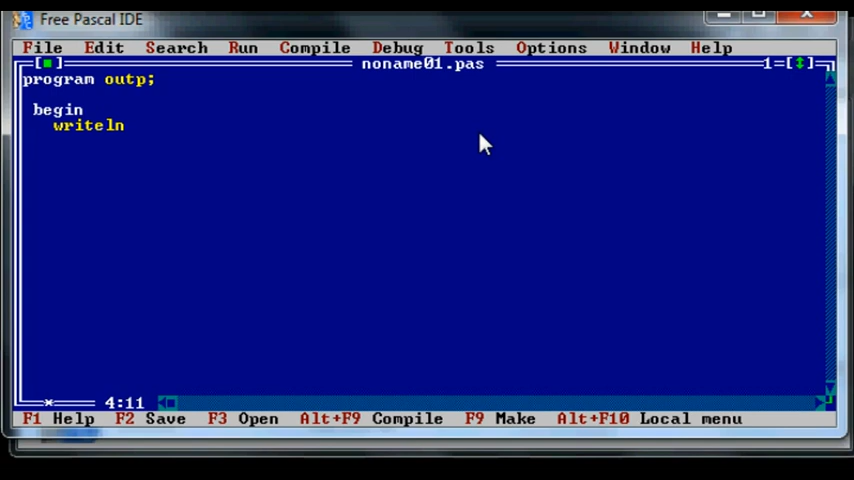 Free Pascal IDE
File Edit Search Run Compile Debug Tools Options Window Help
noname01.pas 1
program outp;
begin
writeln
4:11
F1 Help F2 Save F3 Open Alt+F9 Compile F9 Make Alt+F10 Local menu